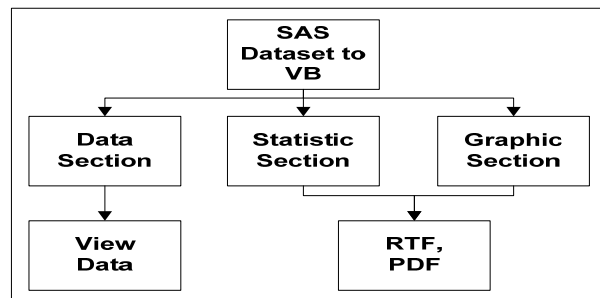 SAS
Dataset to
VB
Data
Section
Statistic
Section
Graphic
Section
View
Data
RTF,
PDF